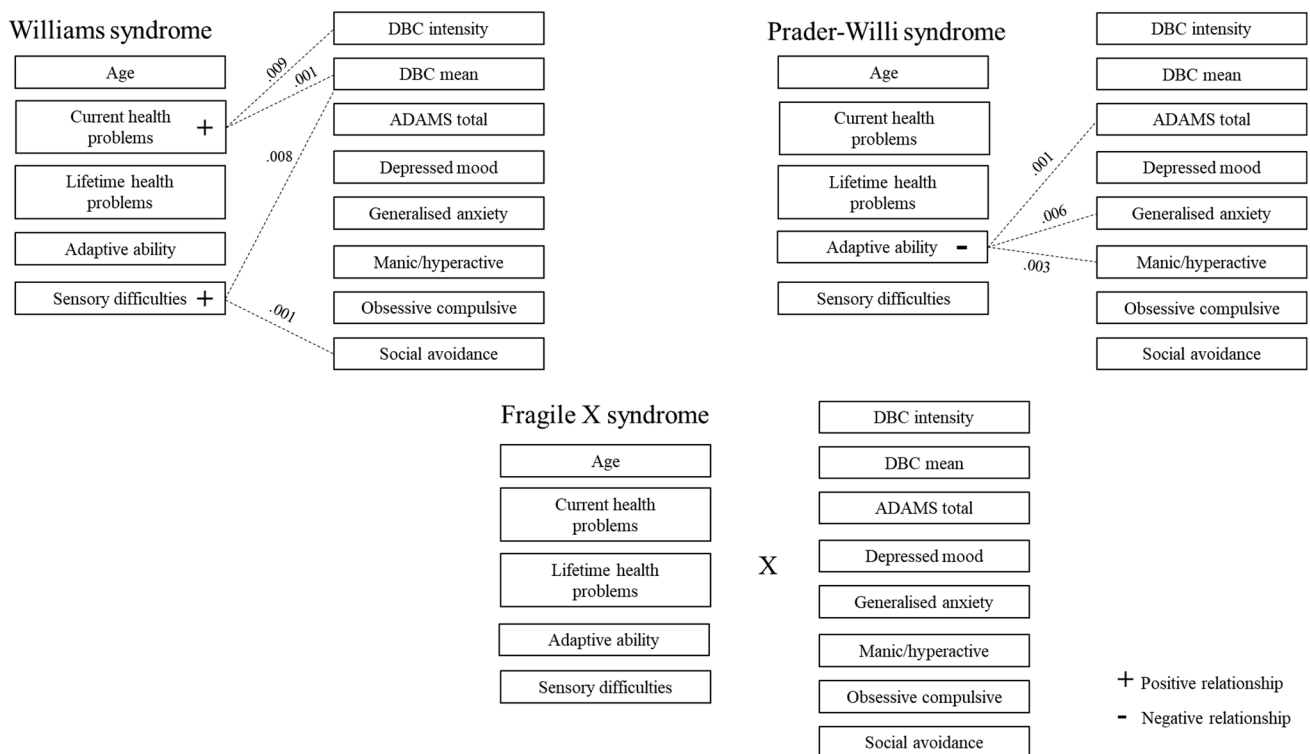 Williams syndrome
Age
Current health
problems +
Lifetime health
problems
Adaptive ability
Sensory difficulties +
.009
.001
.008
.001
DBC intensity
DBC mean
ADAMS total
Depressed mood
Generalised anxiety
Manic/hyperactive
Obsessive compulsive
Social avoidance
Prader-Willi syndrome
Age
Current health
problems
Lifetime health
problems
Adaptive ability -
Sensory difficulties
.001
.006
.003
DBC intensity
DBC mean
ADAMS total
Depressed mood
Generalised anxiety
Manic/hyperactive
Obsessive compulsive
Social avoidance
Fragile X syndrome
Age
Current health
problems
Lifetime health
problems
Adaptive ability
Sensory difficulties
X
DBC intensity
DBC mean
ADAMS total
Depressed mood
Generalised anxiety
Manic/hyperactive
Obsessive compulsive
Social avoidance
+ Positive relationship
- Negative relationship